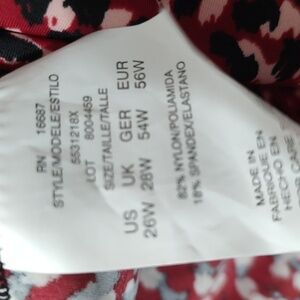 RN 16687
STYLE/MODELE/ESTILO
5531218X
LOT 8004459
SIZE/TAILLE/TALLE
US UK GER EUR
26W 28W 54W 56W
82% NYLON/POLIAMIDA
18% SPANDEX/ELASTANO
MADE IN
FABRIQUE EN
HECHO EN